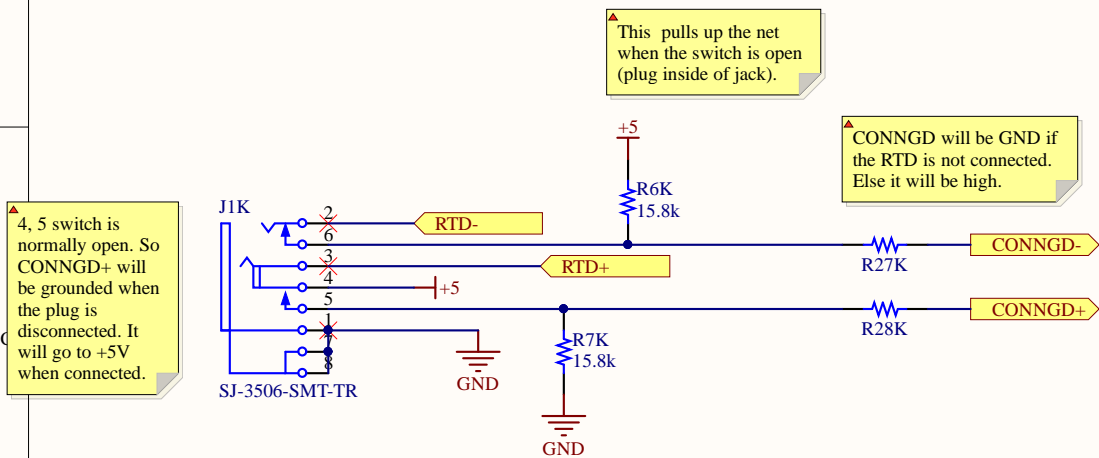 This pulls up the net
when the switch is open
(plug inside of jack).
CONNGD will be GND if
the RTD is not connected.
Else it will be high.
4, 5 switch is
normally open. So
CONNGD+ will
be grounded when
the plug is
disconnected. It
will go to +5V
when connected.
J1K
2
6
3
4
5
1
7
8
SJ-3506-SMT-TR
RTD-
RTD+
+5
+5
R6K
15.8k
R7K
15.8k
GND
GND
R27K
R28K
CONNGD-
CONNGD+